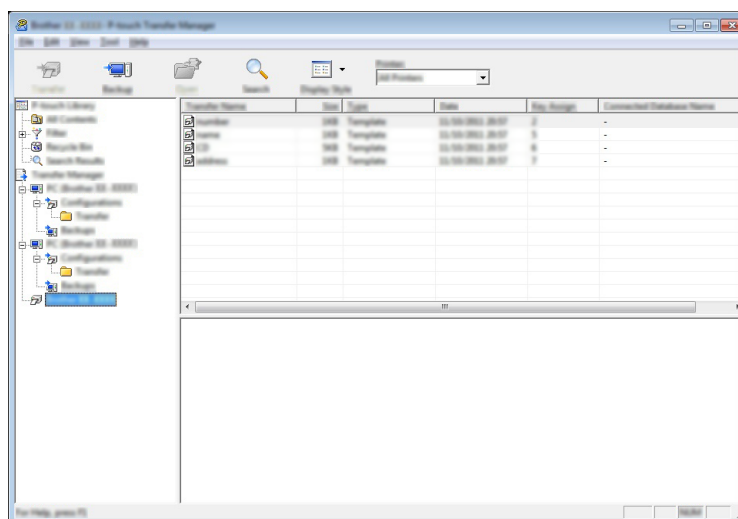 Brother XX-XXXX - P-touch Transfer Manager
File Edit View Tool Help
Transfer Backup Open Search Display Style
Printer:
All Printers
P-touch Library
All Contents
Filter
Recycle Bin
Search Results
Transfer Manager
PC (Brother XX-XXXX)
Configurations
Transfer
Backups
PC (Brother XX-XXXX)
Configurations
Transfer
Backups
Brother XX-XXXX
Transfer Name Size Type Date Key Assign Connected Database Name
number 1KB Template 2 -
name 1KB Template 5 -
CD Template 6 -
address Template 7 -
For Help, press F1
NUM